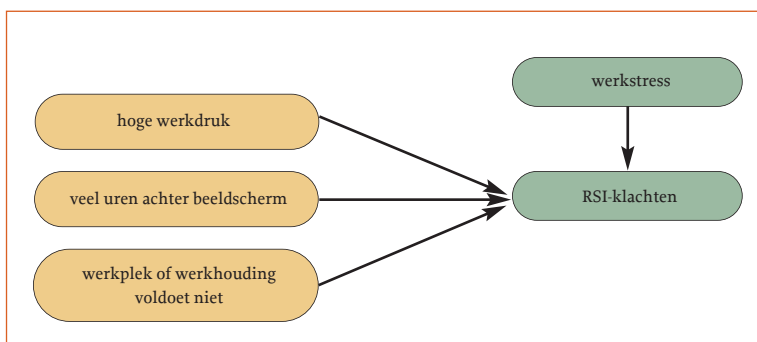 werkstress
hoge werkdruk
veel uren achter beeldscherm
RSI-klachten
werkplek of werkhouding
voldoet niet